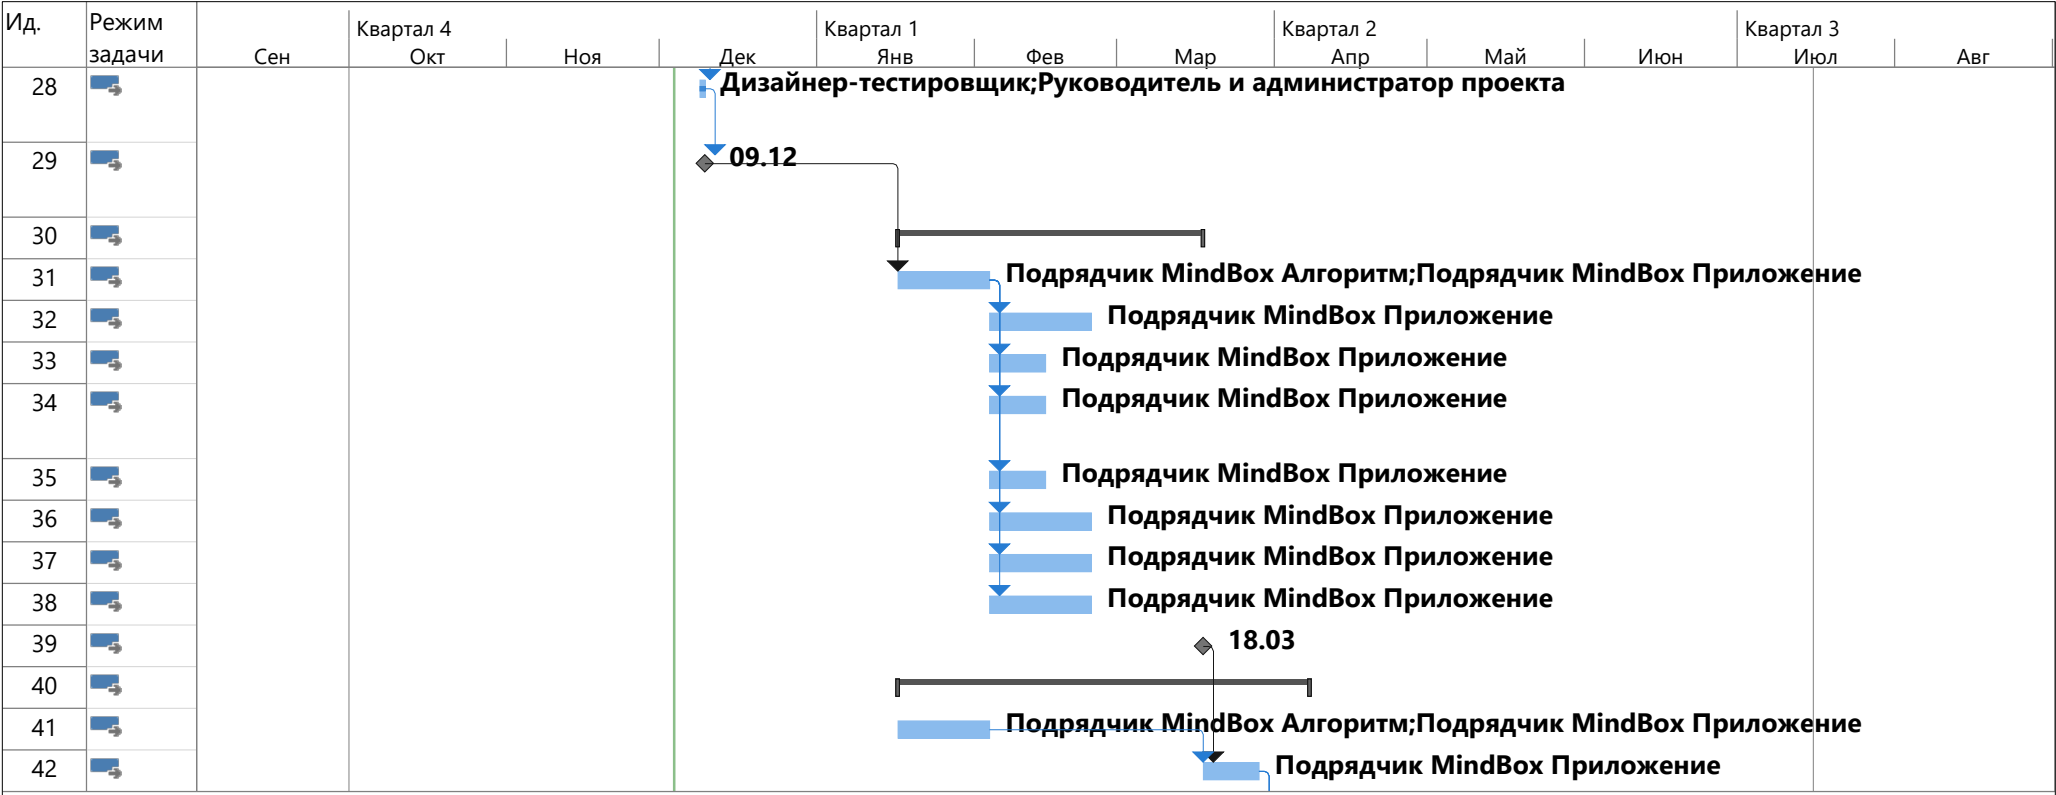 Ид. Режим задачи
Квартал 4 Квартал 1 Квартал 2 Квартал 3
Сен Окт Ноя Дек Янв Фев Мар Апр Май Июн Июл Авг
28 Дизайнер-тестировщик;Руководитель и администратор проекта
29 09.12
30
31 Подрядчик MindBox Алгоритм;Подрядчик MindBox Приложение
32 Подрядчик MindBox Приложение
33 Подрядчик MindBox Приложение
34 Подрядчик MindBox Приложение
35 Подрядчик MindBox Приложение
36 Подрядчик MindBox Приложение
37 Подрядчик MindBox Приложение
38 Подрядчик MindBox Приложение
39 18.03
40
41 Подрядчик MindBox Алгоритм;Подрядчик MindBox Приложение
42 Подрядчик MindBox Приложение